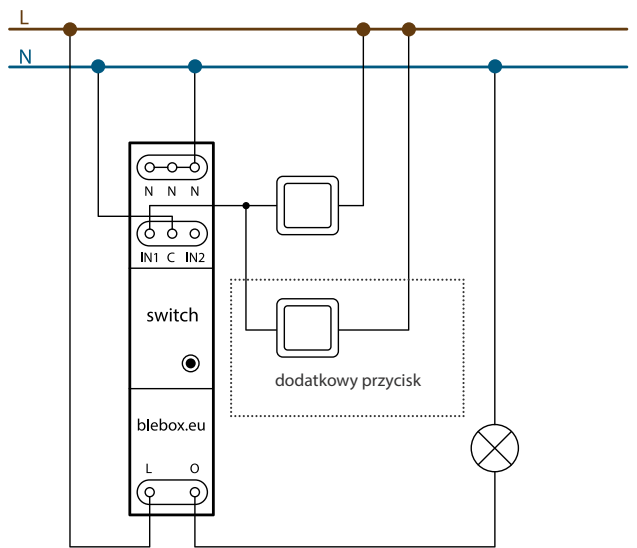 L
N
N N N
IN1 C IN2
switch
dodatkowy przycisk
blebox.eu
L O